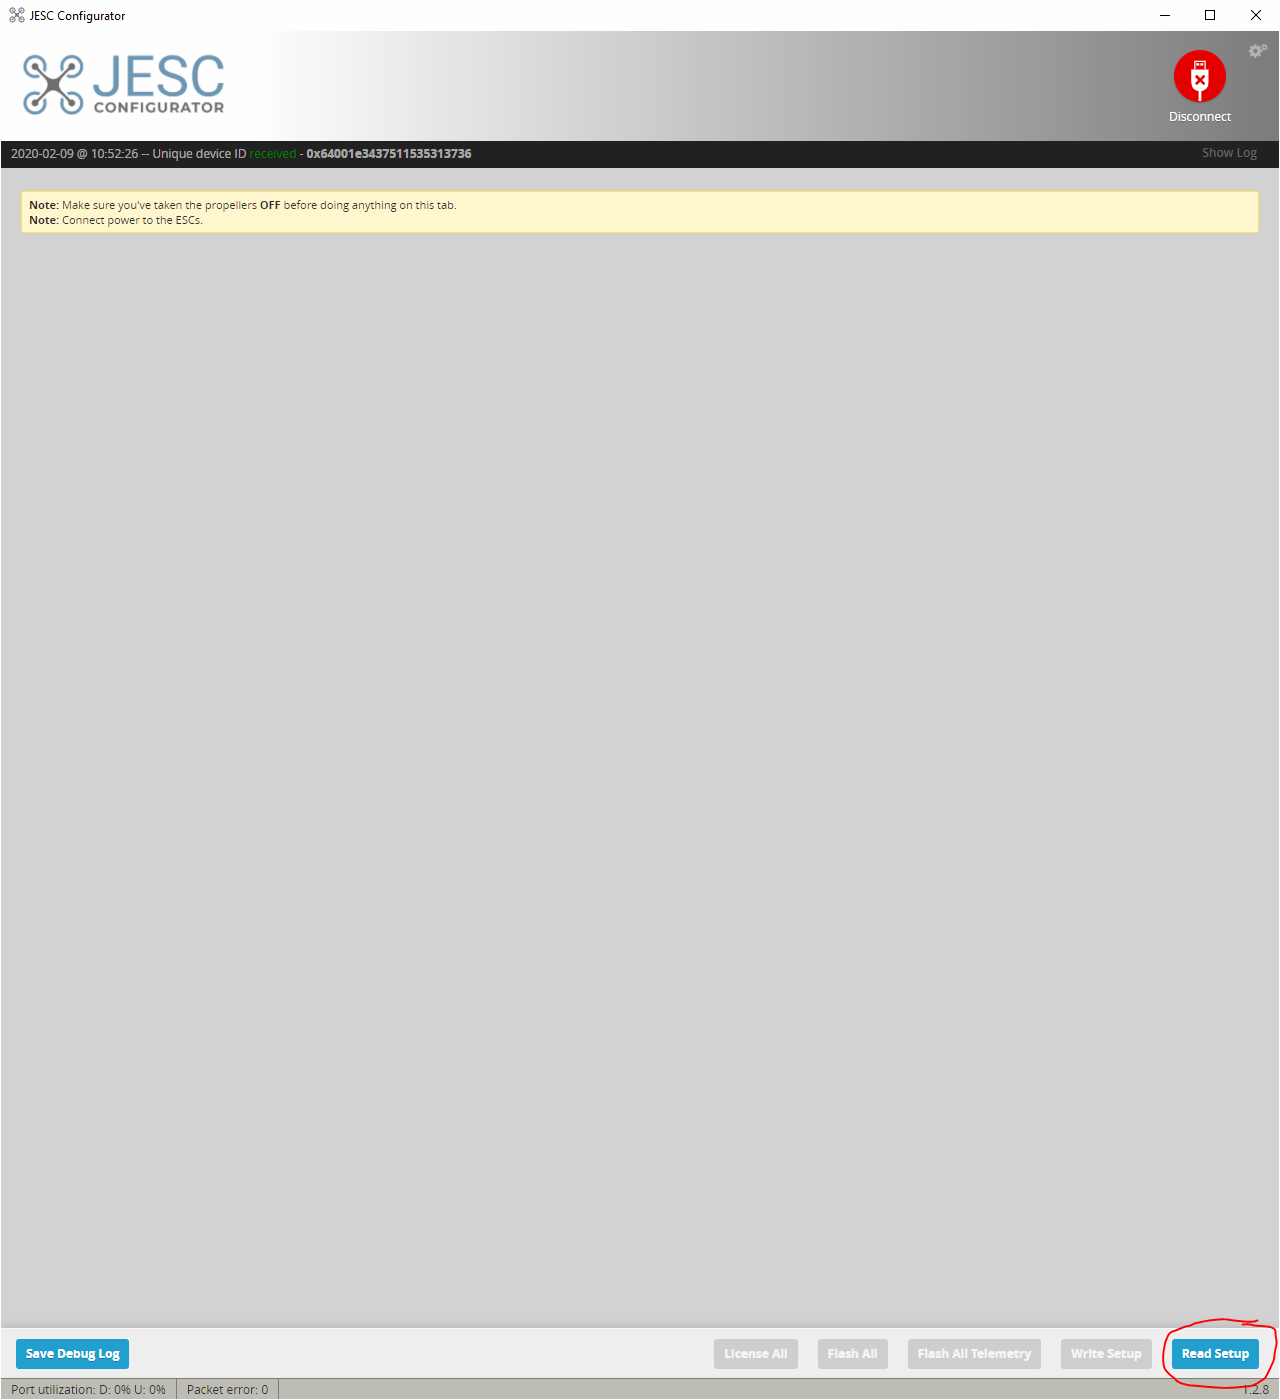 JESC Configurator
JESC
CONFIGURATOR
Disconnect
2020-02-09 @ 10:52:26 -- Unique device ID received - 0x64001e3437511535313736
Show Log
Note: Make sure you've taken the propellers OFF before doing anything on this tab.
Note: Connect power to the ESCs.
Save Debug Log
License All
Flash All
Flash All Telemetry
Write Setup
Read Setup
Port utilization: D: 0% U: 0%
Packet error: 0
1.2.8